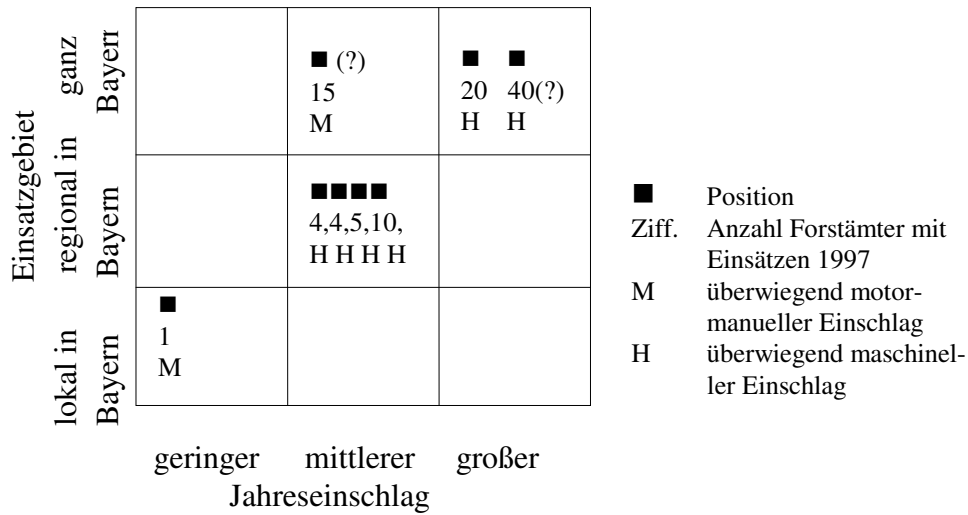 Einsatzgebiet
ganz
Bayern
regional in
Bayern
lokal in
Bayern
■ (?)
15
M
■ ■
20 40(?)
H H
■■■■
4,4,5,10,
H H H H
■
1
M
geringer mittlerer großer
Jahreseinschlag
■ Position
Ziff. Anzahl Forstämter mit
Einsätzen 1997
M überwiegend motor-
manueller Einschlag
H überwiegend maschinel-
ler Einschlag